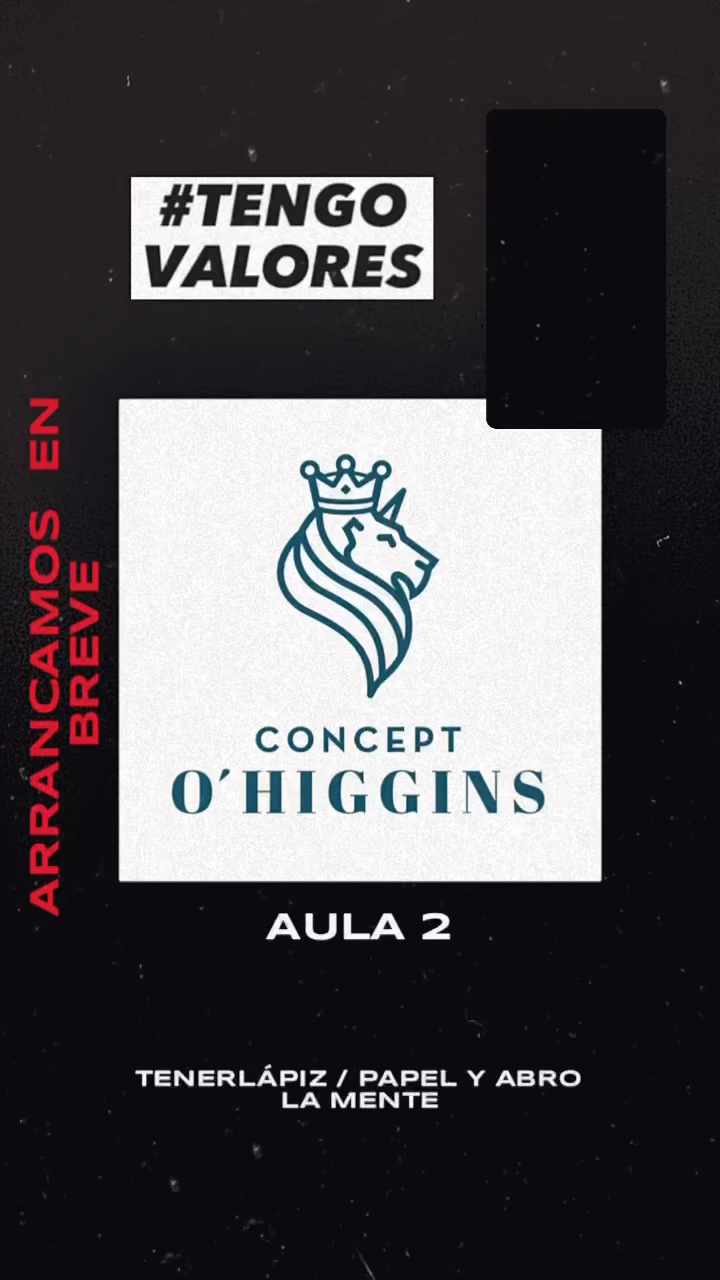 #TENGO
VALORES
ARRANCAMOS EN
BREVE
CONCEPT
O´HIGGINS
AULA 2
TENERLÁPIZ / PAPEL Y ABRO
LA MENTE